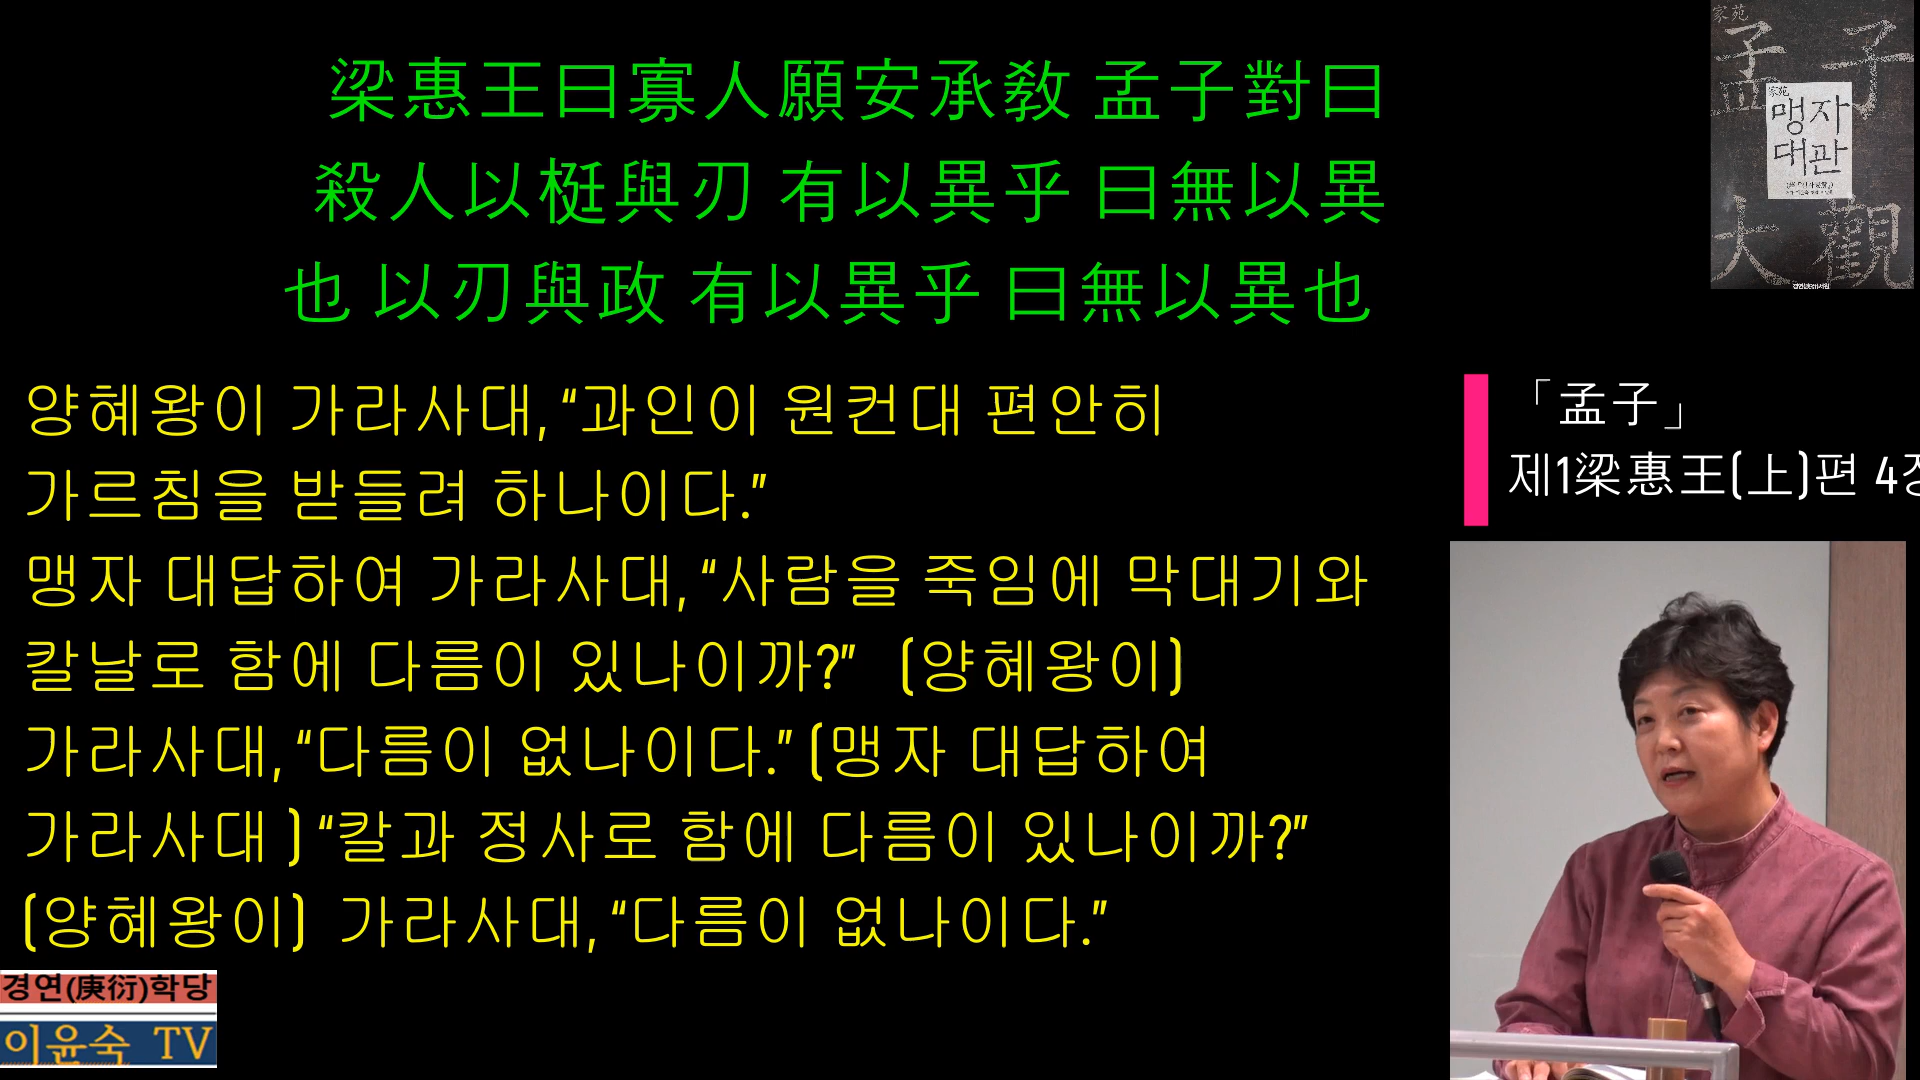 梁惠王曰寡人願安承敎 孟子對曰
殺人以梃與刃 有以異乎 曰無以異
也 以刃與政 有以異乎 曰無以異也
양혜왕이 가라사대, “과인이 원컨대 편안히
가르침을 받들려 하나이다.”
맹자 대답하여 가라사대, “사람을 죽임에 막대기와
칼날로 함에 다름이 있나이까?” (양혜왕이)
가라사대, “다름이 없나이다.” (맹자 대답하여
가라사대 ) “칼과 정사로 함에 다름이 있나이까?”
(양혜왕이) 가라사대, “다름이 없나이다.”
家苑
孟子
家苑
맹자
대관
大觀
「孟子」
제1梁惠王(上)편 4장
경연(庚衍)학당
이윤숙 TV